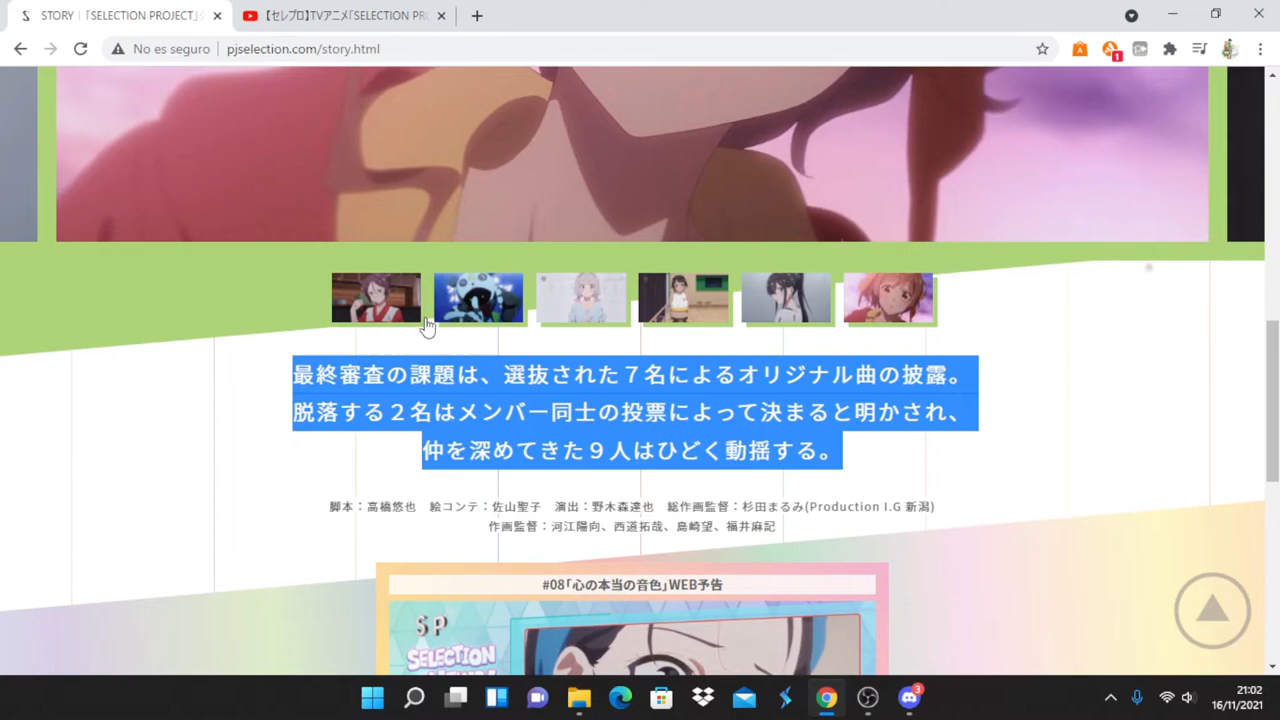 STORY | 「SELECTION PROJECT」
【セレプロ】TVアニメ「SELECTION PRO
No es seguro
pjselection.com/story.html
1
最終審査の課題は、選抜された７名によるオリジナル曲の披露。
脱落する２名はメンバー同士の投票によって決まると明かされ、
仲を深めてきた９人はひどく動揺する。
脚本：高橋悠也　絵コンテ：佐山聖子　演出：野木森達也　総作画監督：杉田まるみ(Production I.G 新潟)
作画監督：河江陽向、西道拓哉、島崎望、福井麻記
#08「心の本当の音色」WEB予告
SP
SELECTION
3
21:02
16/11/2021